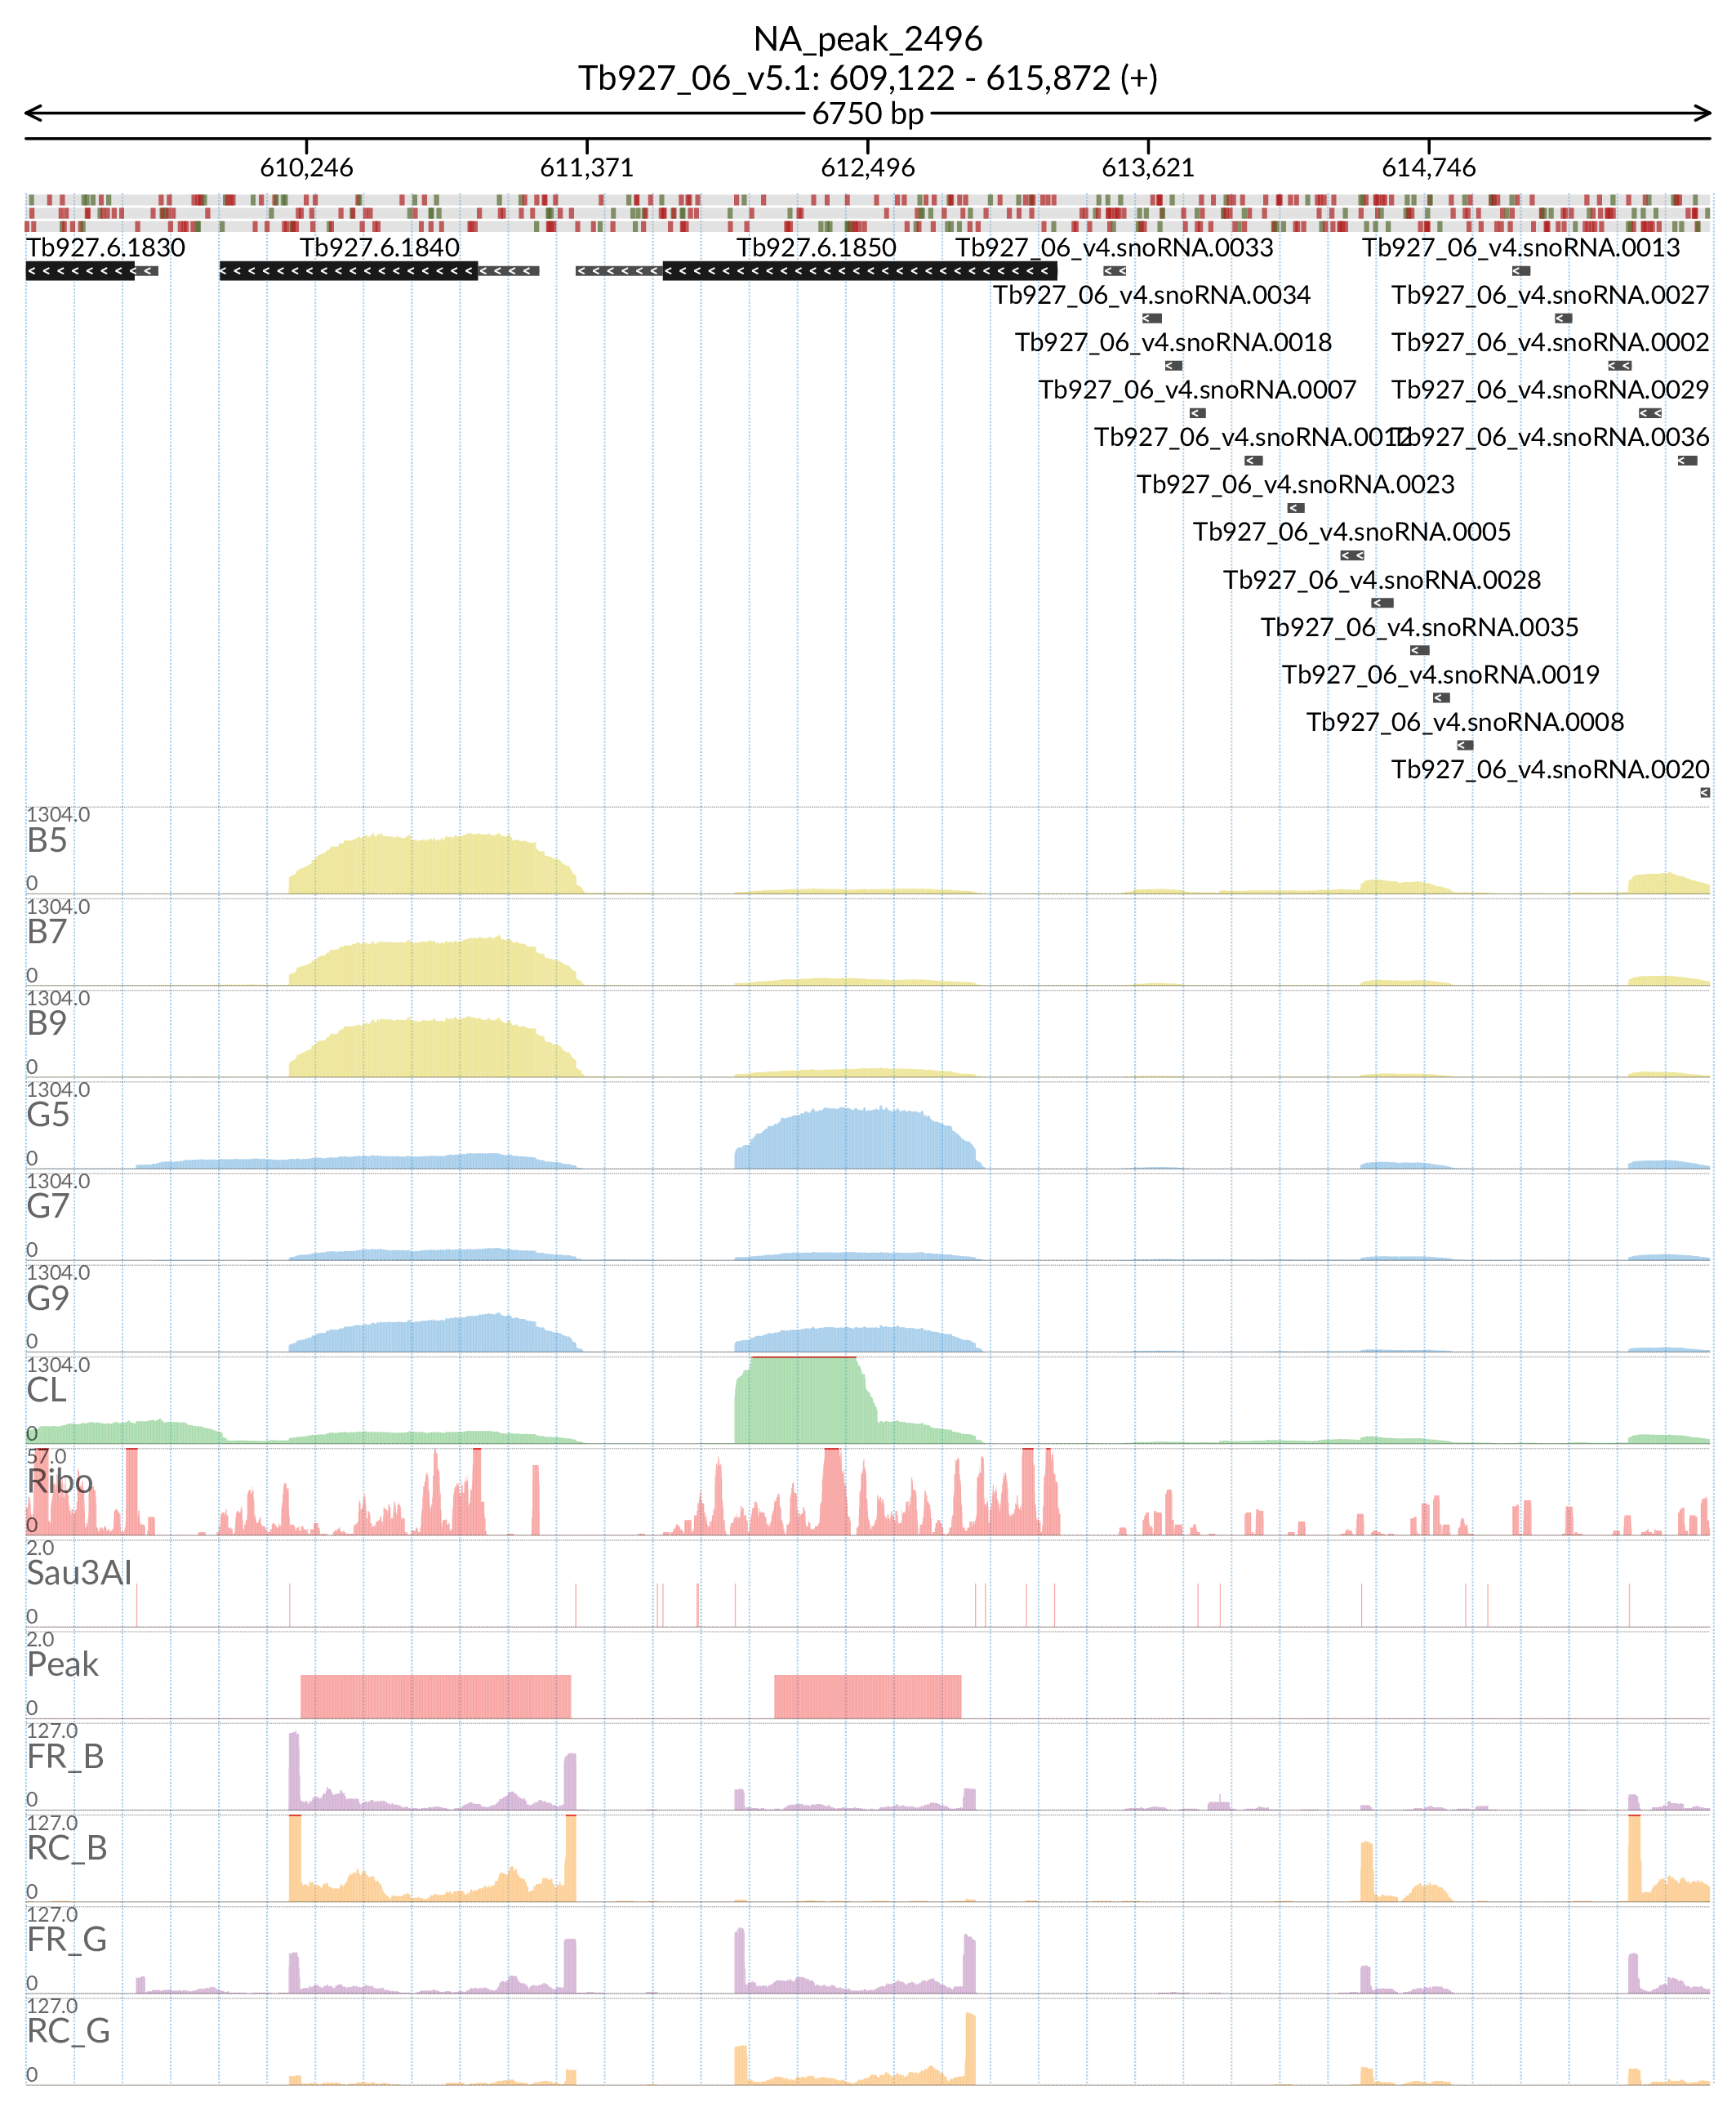 NA_peak_2496
Tb927_06_v5.1: 609,122 - 615,872 (+)
6750 bp
610,246 611,371 612,496 613,621 614,746
Tb927.6.1830 Tb927.6.1840 Tb927.6.1850 Tb927_06_v4.snoRNA.0033 Tb927_06_v4.snoRNA.0013
Tb927_06_v4.snoRNA.0034 Tb927_06_v4.snoRNA.0027
Tb927_06_v4.snoRNA.0018 Tb927_06_v4.snoRNA.0002
Tb927_06_v4.snoRNA.0007 Tb927_06_v4.snoRNA.0029
Tb927_06_v4.snoRNA.0036
Tb927_06_v4.snoRNA.0023
Tb927_06_v4.snoRNA.0005
Tb927_06_v4.snoRNA.0028
Tb927_06_v4.snoRNA.0035
Tb927_06_v4.snoRNA.0019
Tb927_06_v4.snoRNA.0008
Tb927_06_v4.snoRNA.0020
1304.0
B5
0
1304.0
B7
0
1304.0
B9
0
1304.0
G5
0
1304.0
G7
0
1304.0
G9
0
1304.0
CL
0
57.0
Ribo
0
2.0
Sau3AI
0
2.0
Peak
0
127.0
FR_B
0
127.0
RC_B
0
127.0
FR_G
0
127.0
RC_G
0